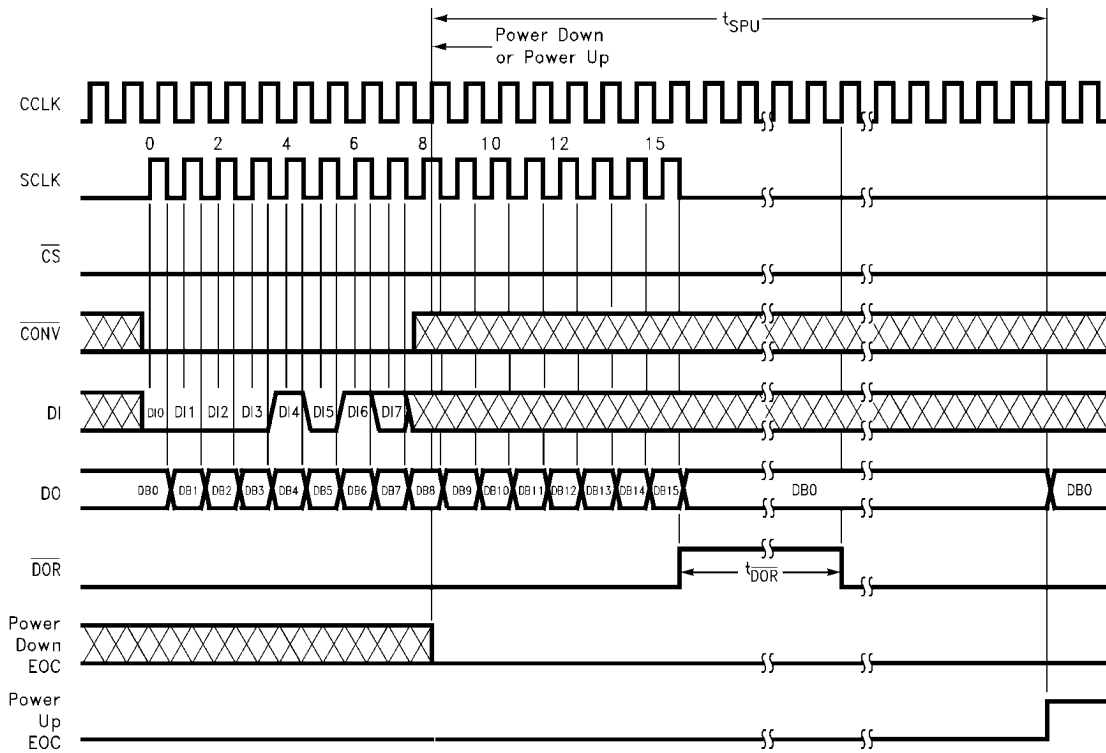 tSPU
Power Down
or Power Up
CCLK
0 2 4 6 8 10 12 15
SCLK
CS
CONV
DI DI0 DI1 DI2 DI3 DI4 DI5 DI6 DI7
DO DB0 DB1 DB2 DB3 DB4 DB5 DB6 DB7 DB8 DB9 DB10 DB11 DB12 DB13 DB14 DB15 DB0 DB0
DOR tDOR
Power
Down
EOC
Power
Up
EOC